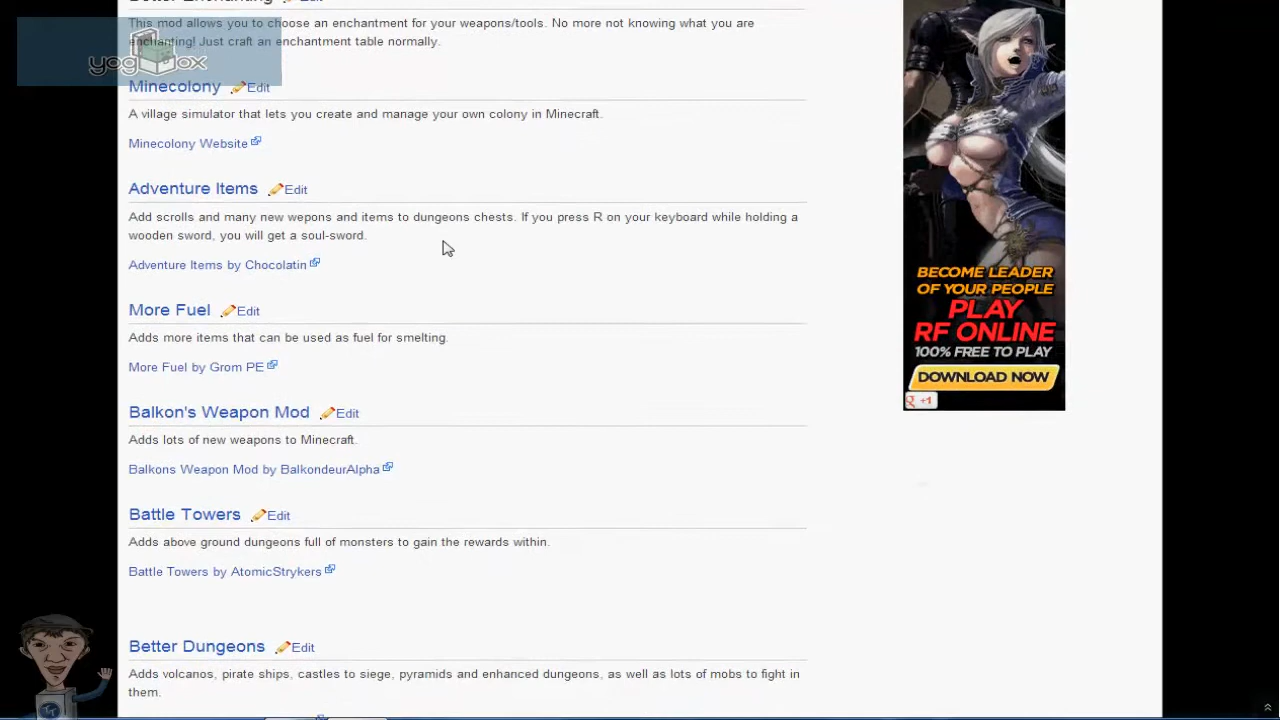 Better Enchanting Edit
This mod allows you to choose an enchantment for your weapons/tools. No more not knowing what you are
enchanting! Just craft an enchantment table normally.
yogbox
Minecolony Edit
A village simulator that lets you create and manage your own colony in Minecraft.
Minecolony Website
Adventure Items Edit
Add scrolls and many new wepons and items to dungeons chests. If you press R on your keyboard while holding a
wooden sword, you will get a soul-sword.
Adventure Items by Chocolatin
More Fuel Edit
Adds more items that can be used as fuel for smelting.
More Fuel by Grom PE
Balkon's Weapon Mod Edit
Adds lots of new weapons to Minecraft.
Balkons Weapon Mod by BalkondeurAlpha
Battle Towers Edit
Adds above ground dungeons full of monsters to gain the rewards within.
Battle Towers by AtomicStrykers
Better Dungeons Edit
Adds volcanos, pirate ships, castles to siege, pyramids and enhanced dungeons, as well as lots of mobs to fight in
them.
BECOME LEADER
OF YOUR PEOPLE
PLAY
RF ONLINE
100% FREE TO PLAY
DOWNLOAD NOW
+1
TT